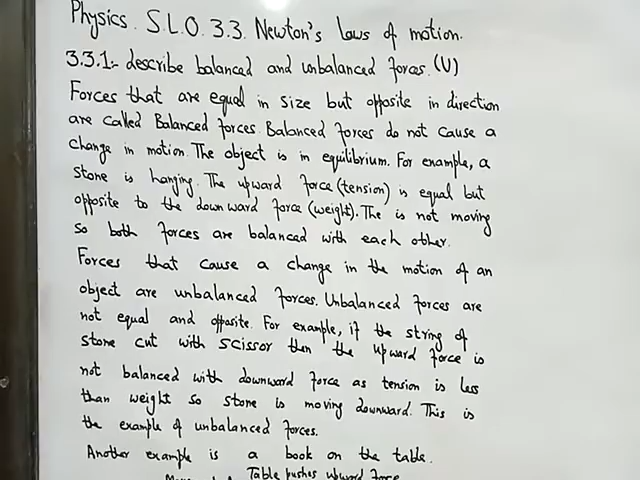 Physics. S.L.O. 3.3. Newton's laws of motion.
3.3.1:- describe balanced and unbalanced forces. (U)
Forces that are equal in size but opposite in direction
are called Balanced forces. Balanced forces do not cause a
change in motion. The object is in equilibrium. For example, a
stone is hanging. The upward force (tension) is equal but
opposite to the downward force (weight). The is not moving
so both forces are balanced with each other.
Forces that cause a change in the motion of an
object are unbalanced forces. Unbalanced forces are
not equal and opposite. For example, if the string of
stone cut with scissor then the upward force is
not balanced with downward force as tension is less
than weight so stone is moving downward. This is
the example of unbalanced forces.
Another example is a book on the table.
Table pushes upward force